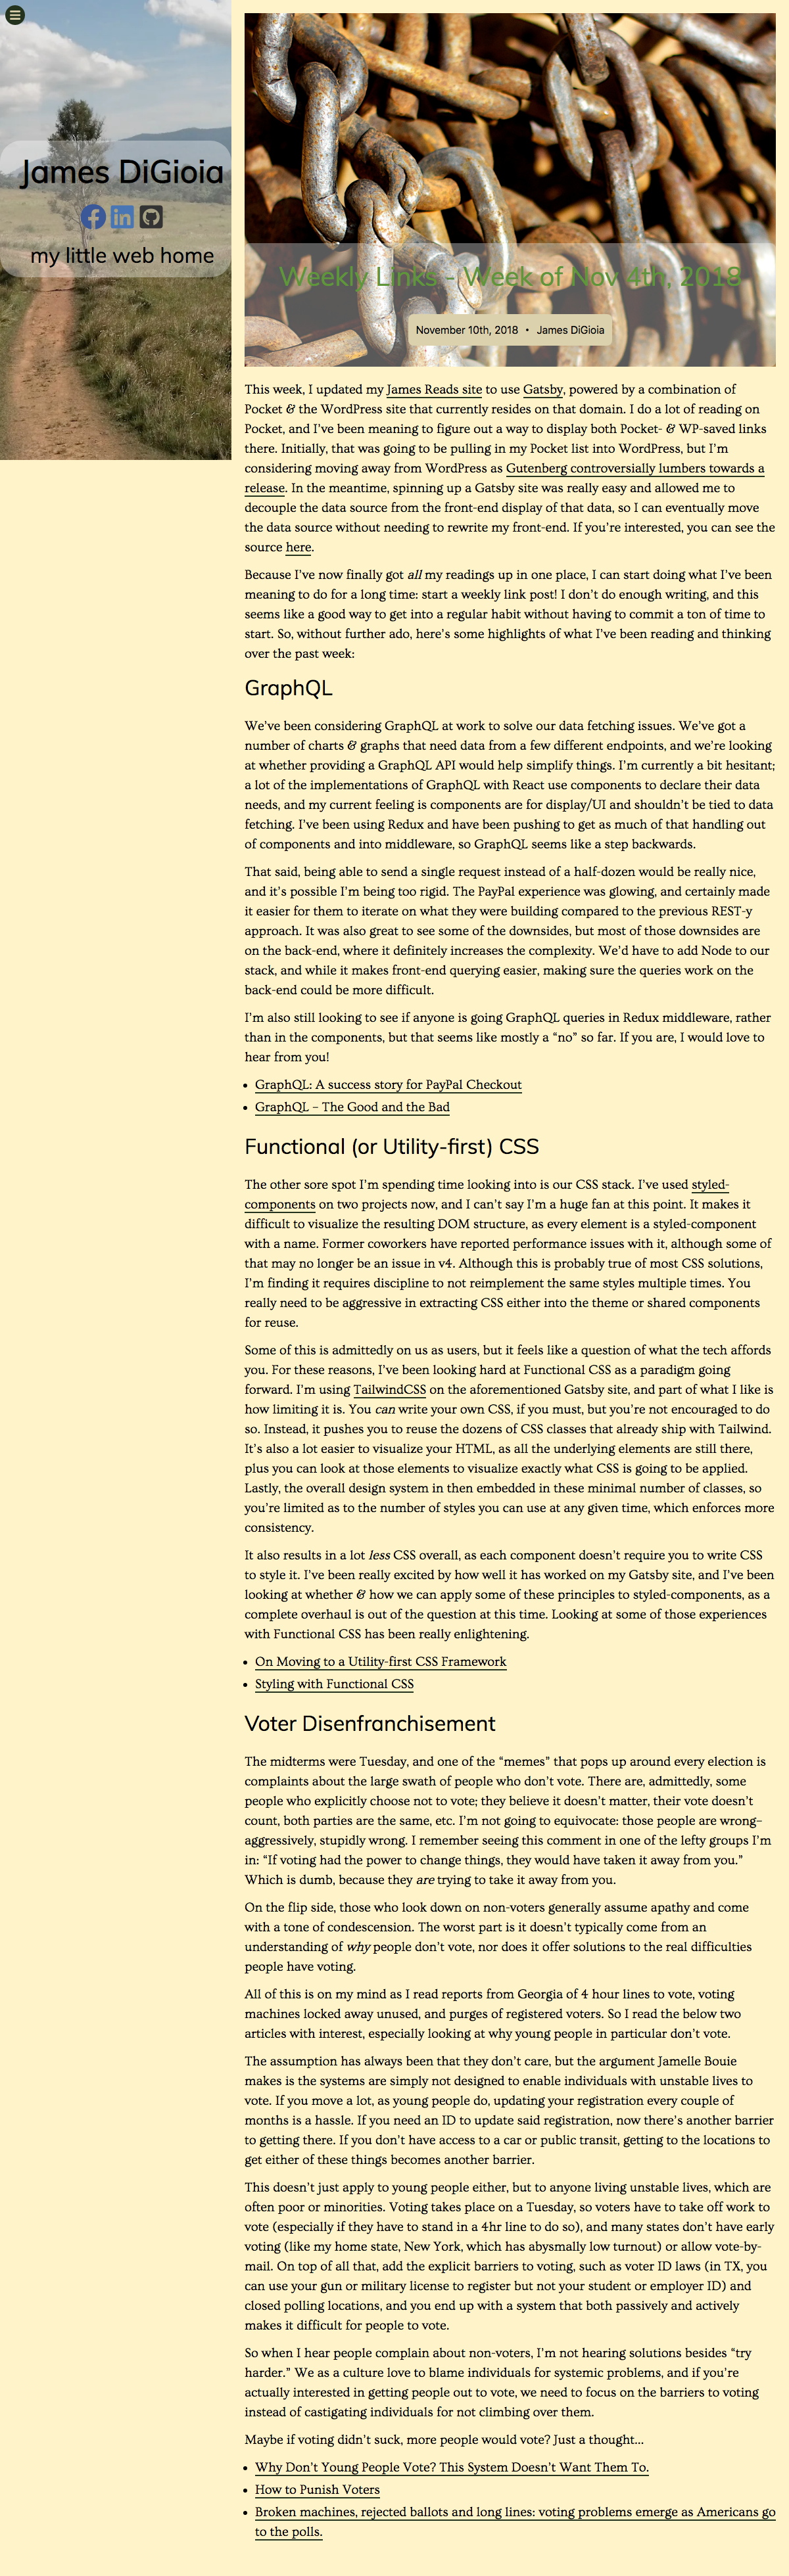 James DiGioia
my little web home
Weekly Links - Week of Nov 4th, 2018
November 10th, 2018 • James DiGioia
This week, I updated my James Reads site to use Gatsby, powered by a combination of
Pocket & the WordPress site that currently resides on that domain. I do a lot of reading on
Pocket, and I've been meaning to figure out a way to display both Pocket- & WP-saved links
there. Initially, that was going to be pulling in my Pocket list into WordPress, but I'm
considering moving away from WordPress as Gutenberg controversially lumbers towards a
release. In the meantime, spinning up a Gatsby site was really easy and allowed me to
decouple the data source from the front-end display of that data, so I can eventually move
the data source without needing to rewrite my front-end. If you're interested, you can see the
source here.
Because I've now finally got all my readings up in one place, I can start doing what I've been
meaning to do for a long time: start a weekly link post! I don't do enough writing, and this
seems like a good way to get into a regular habit without having to commit a ton of time to
start. So, without further ado, here's some highlights of what I've been reading and thinking
over the past week:
GraphQL
We've been considering GraphQL at work to solve our data fetching issues. We've got a
number of charts & graphs that need data from a few different endpoints, and we're looking
at whether providing a GraphQL API would help simplify things. I'm currently a bit hesitant;
a lot of the implementations of GraphQL with React use components to declare their data
needs, and my current feeling is components are for display/UI and shouldn't be tied to data
fetching. I've been using Redux and have been pushing to get as much of that handling out
of components and into middleware, so GraphQL seems like a step backwards.
That said, being able to send a single request instead of a half-dozen would be really nice,
and it's possible I'm being too rigid. The PayPal experience was glowing, and certainly made
it easier for them to iterate on what they were building compared to the previous REST-y
approach. It was also great to see some of the downsides, but most of those downsides are
on the back-end, where it definitely increases the complexity. We'd have to add Node to our
stack, and while it makes front-end querying easier, making sure the queries work on the
back-end could be more difficult.
I'm also still looking to see if anyone is going GraphQL queries in Redux middleware, rather
than in the components, but that seems like mostly a “no” so far. If you are, I would love to
hear from you!
• GraphQL: A success story for PayPal Checkout
• GraphQL – The Good and the Bad
Functional (or Utility-first) CSS
The other sore spot I'm spending time looking into is our CSS stack. I've used styled-
components on two projects now, and I can't say I'm a huge fan at this point. It makes it
difficult to visualize the resulting DOM structure, as every element is a styled-component
with a name. Former coworkers have reported performance issues with it, although some of
that may no longer be an issue in v4. Although this is probably true of most CSS solutions,
I'm finding it requires discipline to not reimplement the same styles multiple times. You
really need to be aggressive in extracting CSS either into the theme or shared components
for reuse.
Some of this is admittedly on us as users, but it feels like a question of what the tech affords
you. For these reasons, I've been looking hard at Functional CSS as a paradigm going
forward. I'm using TailwindCSS on the aforementioned Gatsby site, and part of what I like is
how limiting it is. You can write your own CSS, if you must, but you're not encouraged to do
so. Instead, it pushes you to reuse the dozens of CSS classes that already ship with Tailwind.
It's also a lot easier to visualize your HTML, as all the underlying elements are still there,
plus you can look at those elements to visualize exactly what CSS is going to be applied.
Lastly, the overall design system in then embedded in these minimal number of classes, so
you're limited as to the number of styles you can use at any given time, which enforces more
consistency.
It also results in a lot less CSS overall, as each component doesn't require you to write CSS
to style it. I've been really excited by how well it has worked on my Gatsby site, and I've been
looking at whether & how we can apply some of these principles to styled-components, as a
complete overhaul is out of the question at this time. Looking at some of those experiences
with Functional CSS has been really enlightening.
• On Moving to a Utility-first CSS Framework
• Styling with Functional CSS
Voter Disenfranchisement
The midterms were Tuesday, and one of the “memes” that pops up around every election is
complaints about the large swath of people who don't vote. There are, admittedly, some
people who explicitly choose not to vote; they believe it doesn't matter, their vote doesn't
count, both parties are the same, etc. I'm not going to equivocate: those people are wrong–
aggressively, stupidly wrong. I remember seeing this comment in one of the lefty groups I'm
in: “If voting had the power to change things, they would have taken it away from you.”
Which is dumb, because they are trying to take it away from you.
On the flip side, those who look down on non-voters generally assume apathy and come
with a tone of condescension. The worst part is it doesn't typically come from an
understanding of why people don't vote, nor does it offer solutions to the real difficulties
people have voting.
All of this is on my mind as I read reports from Georgia of 4 hour lines to vote, voting
machines locked away unused, and purges of registered voters. So I read the below two
articles with interest, especially looking at why young people in particular don't vote.
The assumption has always been that they don't care, but the argument Jamelle Bouie
makes is the systems are simply not designed to enable individuals with unstable lives to
vote. If you move a lot, as young people do, updating your registration every couple of
months is a hassle. If you need an ID to update said registration, now there's another barrier
to getting there. If you don't have access to a car or public transit, getting to the locations to
get either of these things becomes another barrier.
This doesn't just apply to young people either, but to anyone living unstable lives, which are
often poor or minorities. Voting takes place on a Tuesday, so voters have to take off work to
vote (especially if they have to stand in a 4hr line to do so), and many states don't have early
voting (like my home state, New York, which has abysmally low turnout) or allow vote-by-
mail. On top of all that, add the explicit barriers to voting, such as voter ID laws (in TX, you
can use your gun or military license to register but not your student or employer ID) and
closed polling locations, and you end up with a system that both passively and actively
makes it difficult for people to vote.
So when I hear people complain about non-voters, I'm not hearing solutions besides “try
harder.” We as a culture love to blame individuals for systemic problems, and if you're
actually interested in getting people out to vote, we need to focus on the barriers to voting
instead of castigating individuals for not climbing over them.
Maybe if voting didn't suck, more people would vote? Just a thought...
• Why Don't Young People Vote? This System Doesn't Want Them To.
• How to Punish Voters
• Broken machines, rejected ballots and long lines: voting problems emerge as Americans go
to the polls.